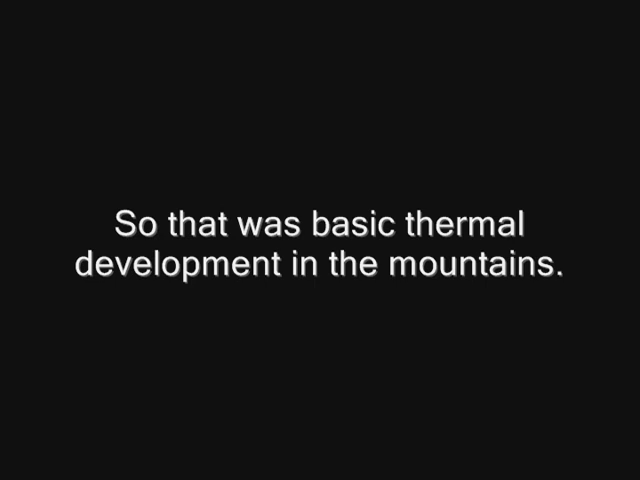 So that was basic thermal
development in the mountains.